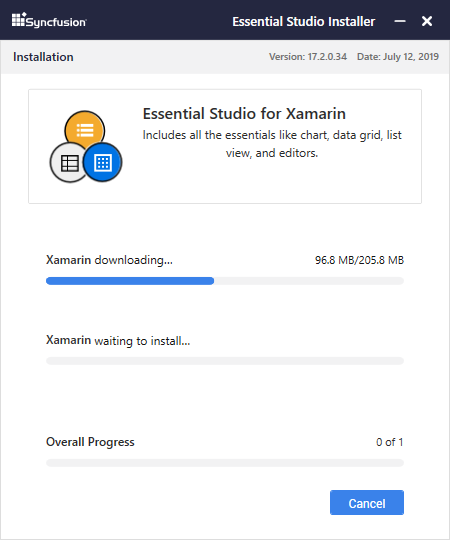 Syncfusion® Essential Studio Installer
Installation Version: 17.2.0.34 Date: July 12, 2019
Essential Studio for Xamarin
Includes all the essentials like chart, data grid, list
view, and editors.
Xamarin downloading... 96.8 MB/205.8 MB
Xamarin waiting to install...
Overall Progress 0 of 1
Cancel